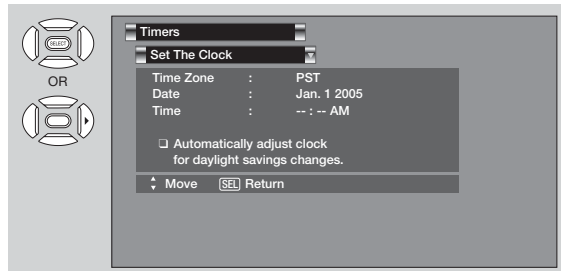 SELECT
OR
Timers
Set The Clock
Time Zone : PST
Date : Jan. 1 2005
Time : -- : -- AM
❏ Automatically adjust clock
for daylight savings changes.
Move SEL Return